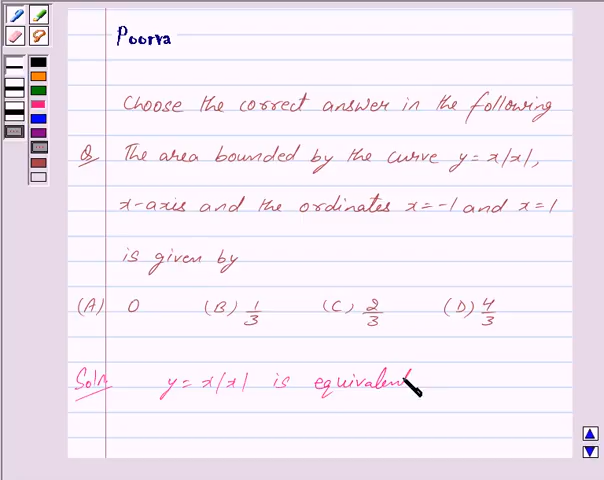 Poorva
Choose the correct answer in the following
Q The area bounded by the curve y = x|x|,
x-axis and the ordinates x = -1 and x = 1
is given by
(A) 0 (B) 1/3 (C) 2/3 (D) 4/3
Soln y = x|x| is equivalent